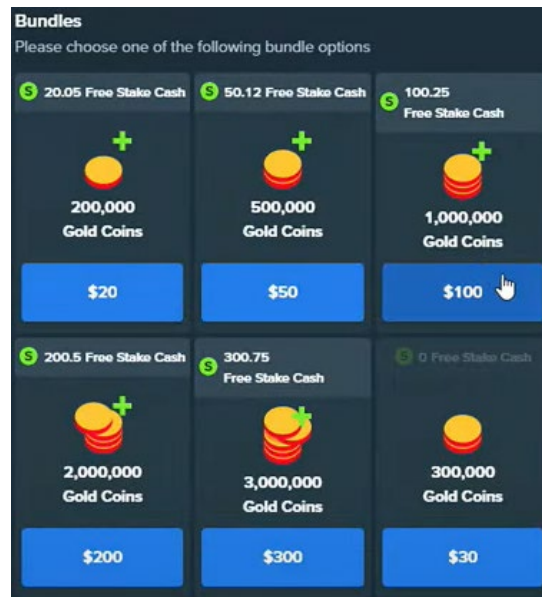 Bundles
Please choose one of the following bundle options
S 20.05 Free Stake Cash
200,000
Gold Coins
$20
S 50.12 Free Stake Cash
500,000
Gold Coins
$50
S 100.25
Free Stake Cash
1,000,000
Gold Coins
$100
S 200.5 Free Stake Cash
2,000,000
Gold Coins
$200
S 300.75
Free Stake Cash
3,000,000
Gold Coins
$300
S 0 Free Stake Cash
300,000
Gold Coins
$30